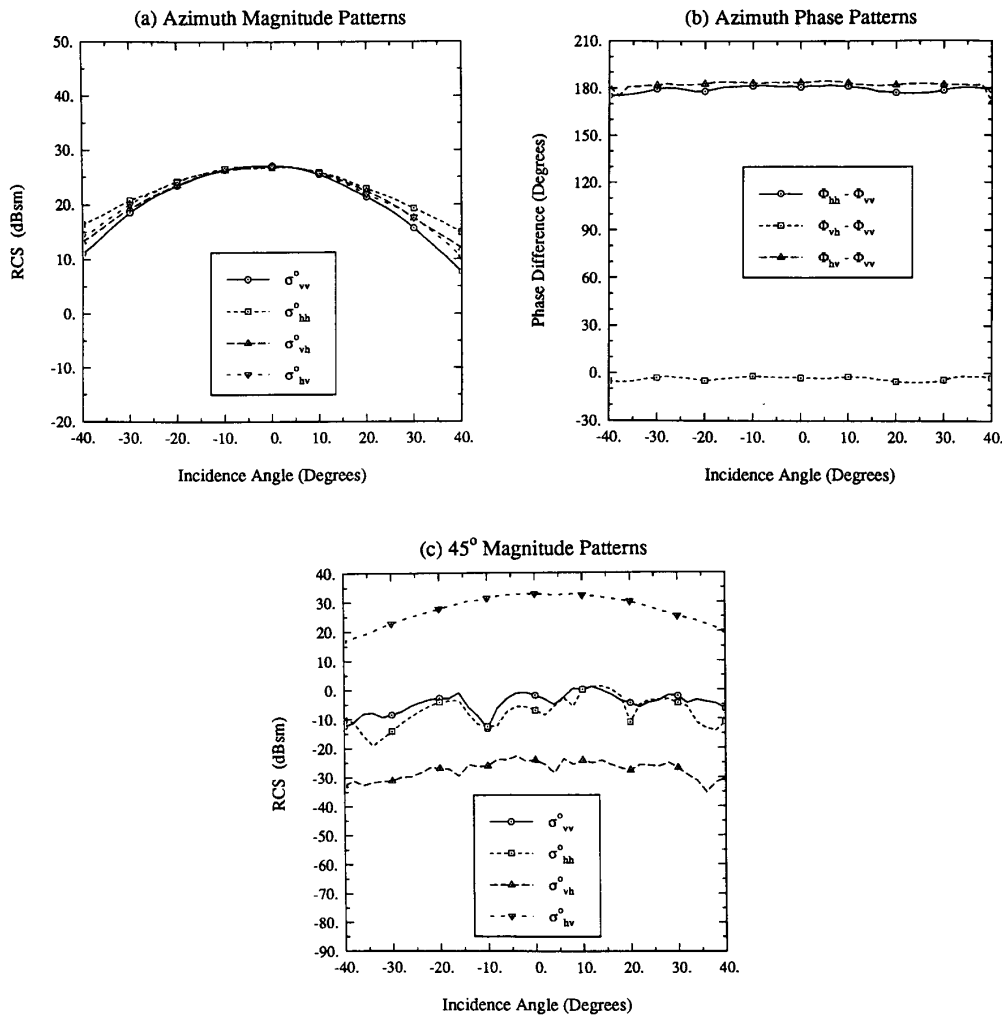 (a) Azimuth Magnitude Patterns
50.
40.
30.
20.
10.
0.
-10.
-20.
RCS (dBsm)
σ°vv
σ°hh
σ°vh
σ°hv
-40. -30. -20. -10. 0. 10. 20. 30. 40.
Incidence Angle (Degrees)
(b) Azimuth Phase Patterns
210.
180.
150.
120.
90.
60.
30.
0.
-30.
Phase Difference (Degrees)
Φhh - Φvv
Φvh - Φvv
Φhv - Φvv
-40. -30. -20. -10. 0. 10. 20. 30. 40.
Incidence Angle (Degrees)
(c) 45° Magnitude Patterns
40.
30.
20.
10.
0.
-10.
-20.
-30.
-40.
-50.
-60.
-70.
-80.
-90.
RCS (dBsm)
σ°vv
σ°hh
σ°vh
σ°hv
-40. -30. -20. -10. 0. 10. 20. 30. 40.
Incidence Angle (Degrees)